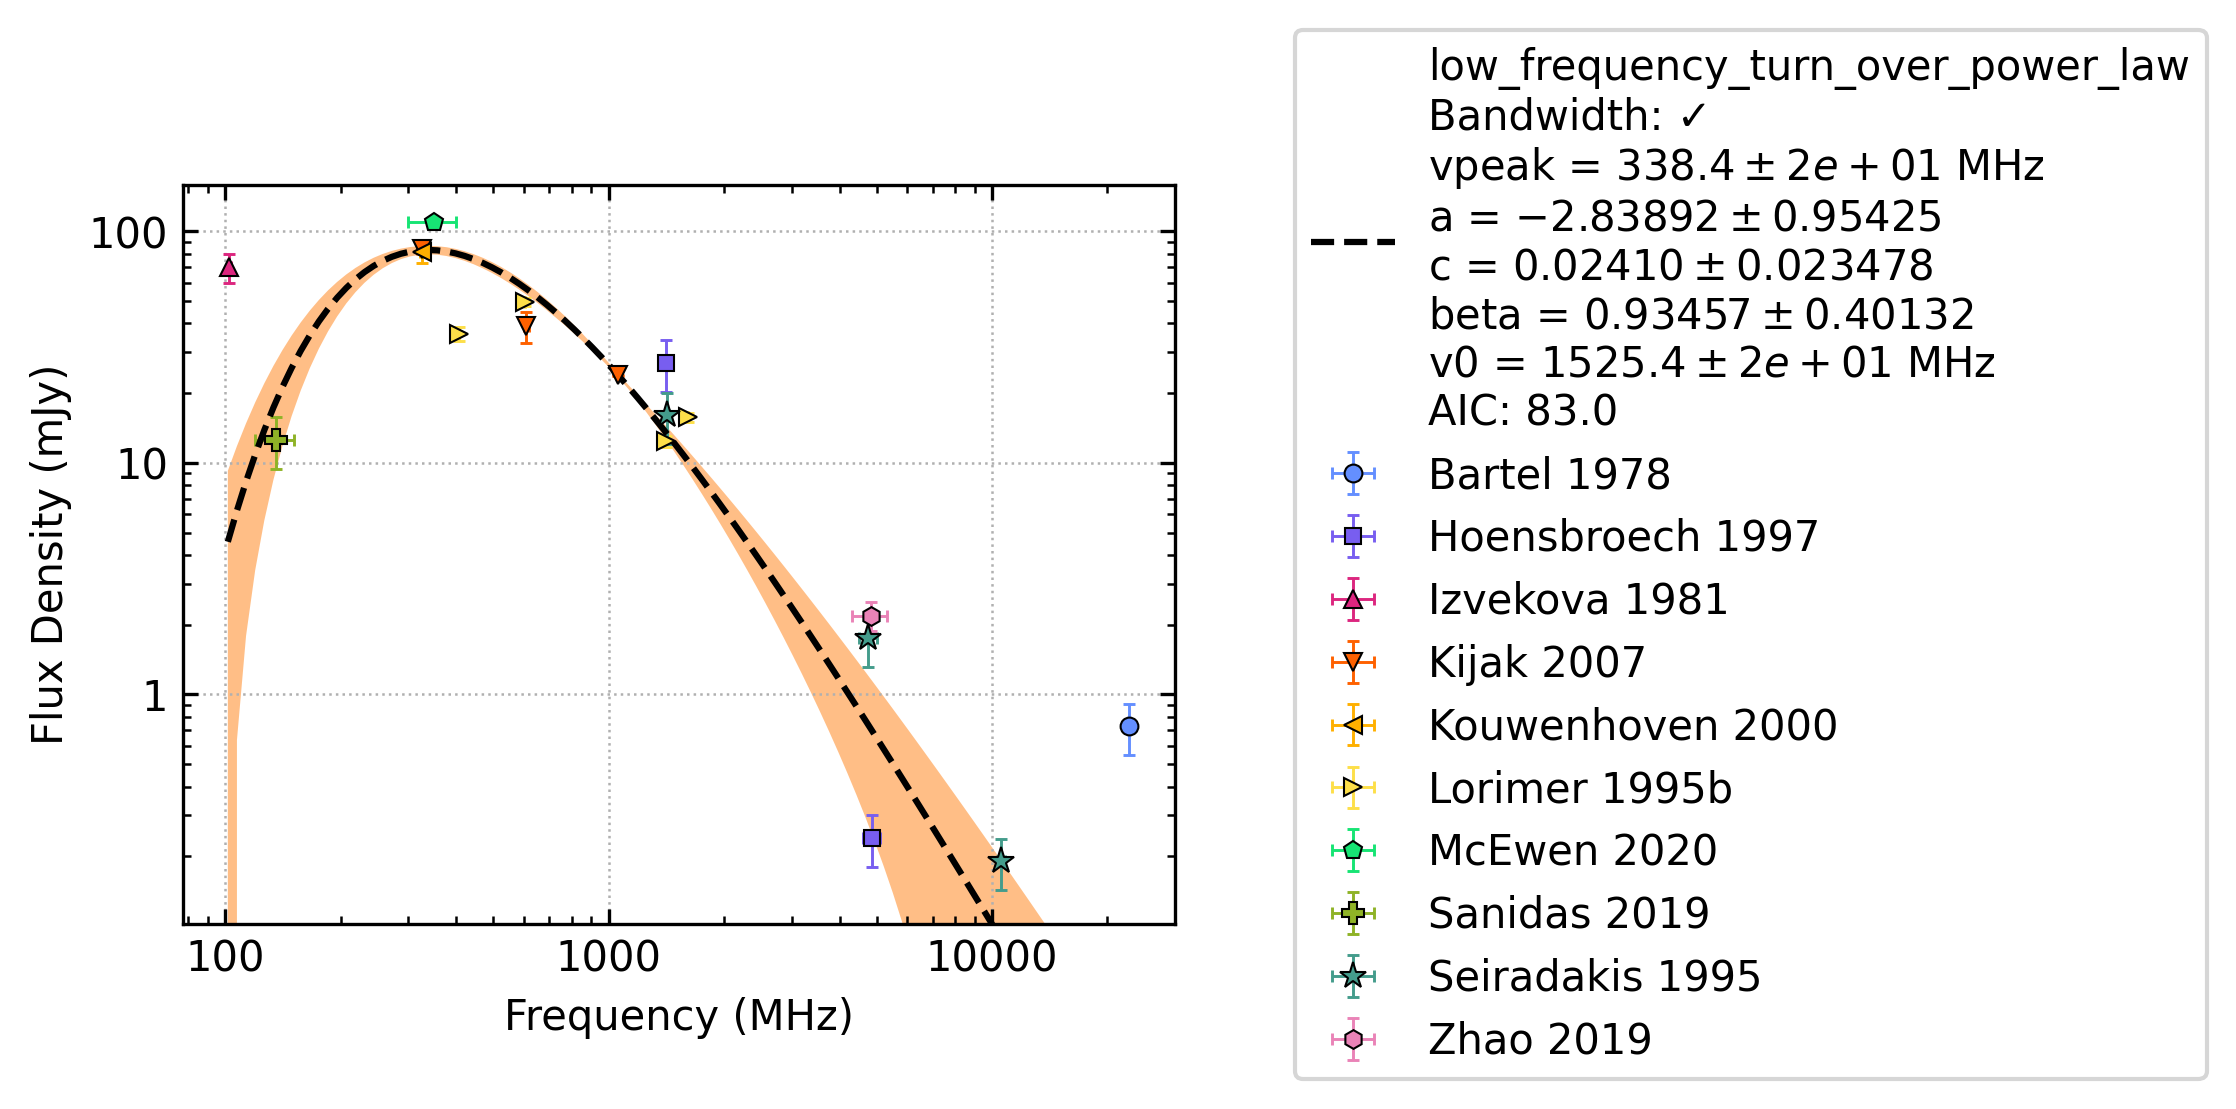 100
10
1
Flux Density (mJy)
100
1000
10000
Frequency (MHz)
low_frequency_turn_over_power_law
Bandwidth: ✓
vpeak = 338.4 ± 2e + 01 MHz
a = −2.83892 ± 0.95425
c = 0.02410 ± 0.023478
beta = 0.93457 ± 0.40132
v0 = 1525.4 ± 2e + 01 MHz
AIC: 83.0
Bartel 1978
Hoensbroech 1997
Izvekova 1981
Kijak 2007
Kouwenhoven 2000
Lorimer 1995b
McEwen 2020
Sanidas 2019
Seiradakis 1995
Zhao 2019